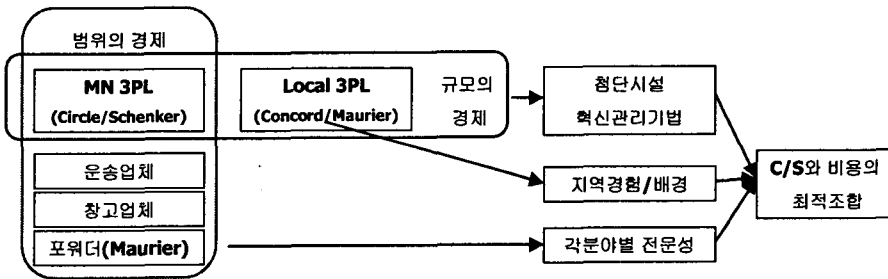 범위의 경제
MN 3PL
(Circle/Schenker)
Local 3PL
(Concord/Maurier)
규모의
경제
첨단시설
혁신관리기법
운송업체
창고업체
포워더(Maurier)
지역경험/배경
각분야별 전문성
C/S와 비용의
최적조합